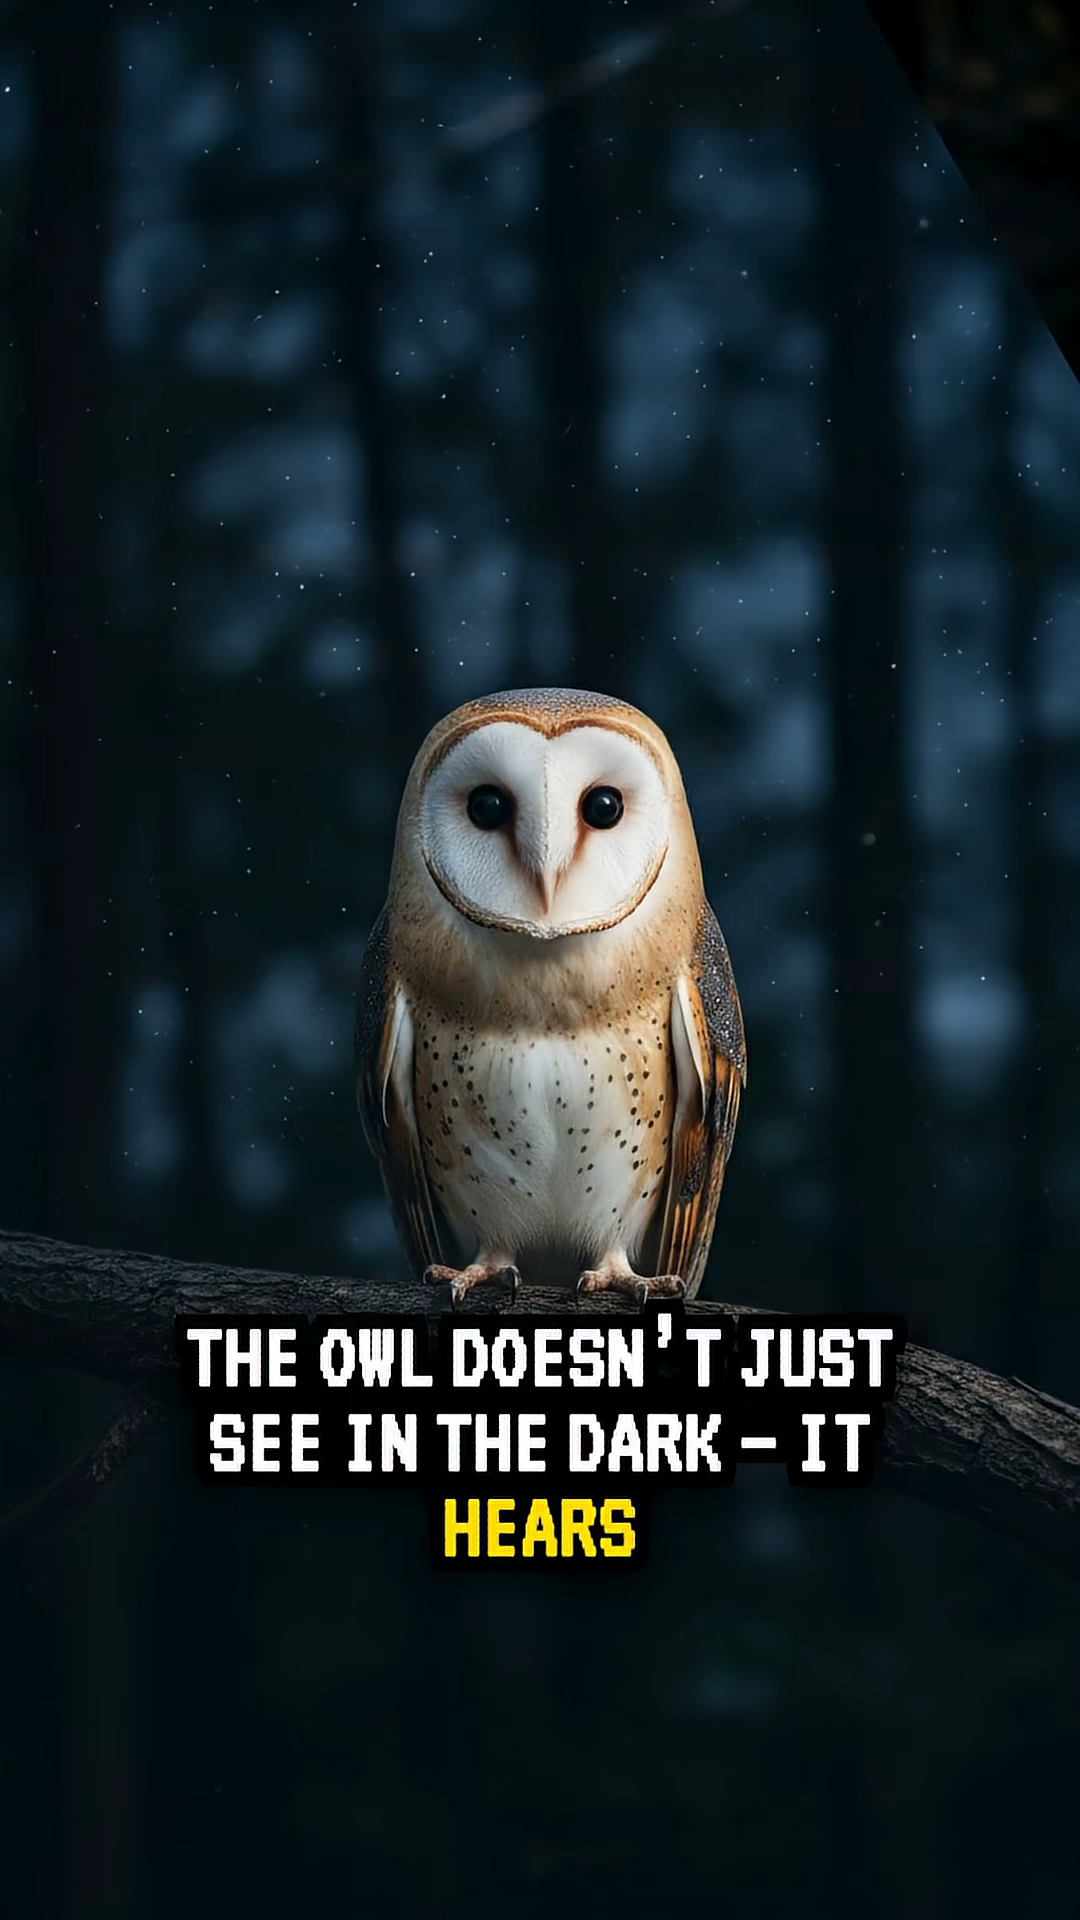 THE OWL DOESN'T JUST
SEE IN THE DARK – IT
HEARS